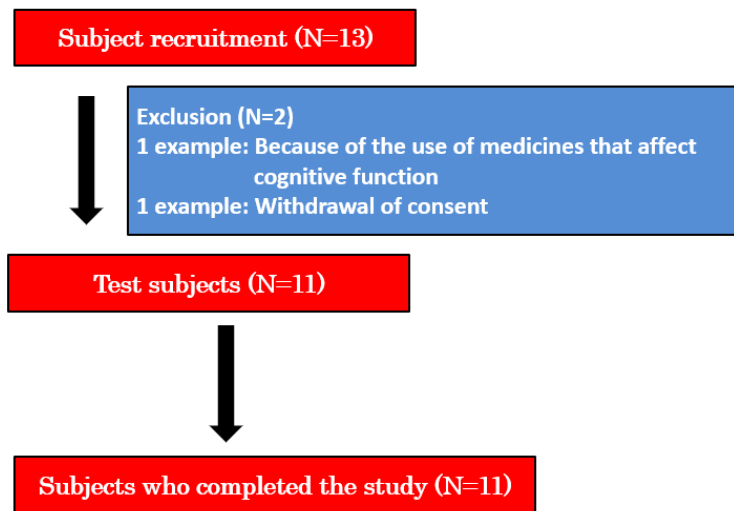 Subject recruitment (N=13)
Exclusion (N=2)
1 example: Because of the use of medicines that affect
cognitive function
1 example: Withdrawal of consent
Test subjects (N=11)
Subjects who completed the study (N=11)